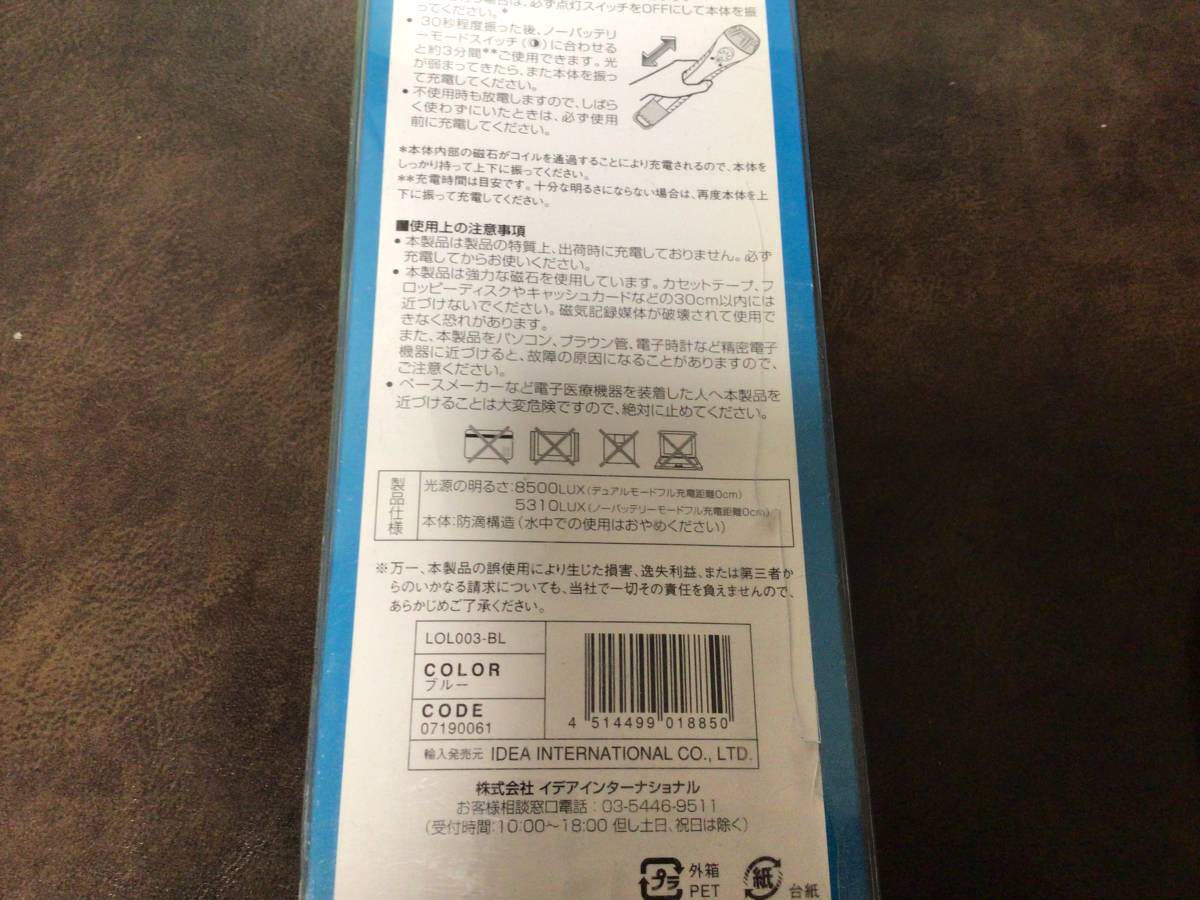 場合は、必ず点灯スイッチをOFFにして本体を振
ってください。*
• 30秒程度振った後、ノーバッテリ
ーモードスイッチ(◑)に合わせる
と約3分間**ご使用できます。光
が弱まってきたら、また本体を振っ
て充電してください。
• 不使用時も放電しますので、しばら
く使わずにいたときは、必ず使用
前に充電してください。
*本体内部の磁石がコイルを通過することにより充電されるので、本体を
しっかり持って上下に振ってください。
**充電時間は目安です。十分な明るさにならない場合は、再度本体を上
下に振って充電してください。
■使用上の注意事項
• 本製品は製品の特質上、出荷時に充電しておりません。必ず
充電してからお使いください。
• 本製品は強力な磁石を使用しています。カセットテープ、フ
ロッピーディスクやキャッシュカードなどの30cm以内には
近づけないでください。磁気記録媒体が破壊されて使用で
きなく恐れがあります。
また、本製品をパソコン、ブラウン管、電子時計など精密電子
機器に近づけると、故障の原因になることがありますので、
ご注意ください。
• ペースメーカーなど電子医療機器を装着した人へ本製品を
近づけることは大変危険ですので、絶対に止めてください。
製品仕様
光源の明るさ:8500LUX(デュアルモードフル充電距離0cm)
5310LUX(ノーバッテリーモードフル充電距離0cm)
本体:防滴構造(水中での使用はおやめください)
※万一、本製品の誤使用により生じた損害、逸失利益、または第三者か
らのいかなる請求についても、当社で一切その責任を負えませんので、
あらかじめご了承ください。
LOL003-BL
COLOR
ブルー
CODE
07190061
4 514499 018850
輸入発売元 IDEA INTERNATIONAL CO., LTD.
株式会社 イデアインターナショナル
お客様相談窓口電話:03-5446-9511
(受付時間:10:00〜18:00 但し土日、祝日は除く)
プラ 外箱
PET
紙 台紙